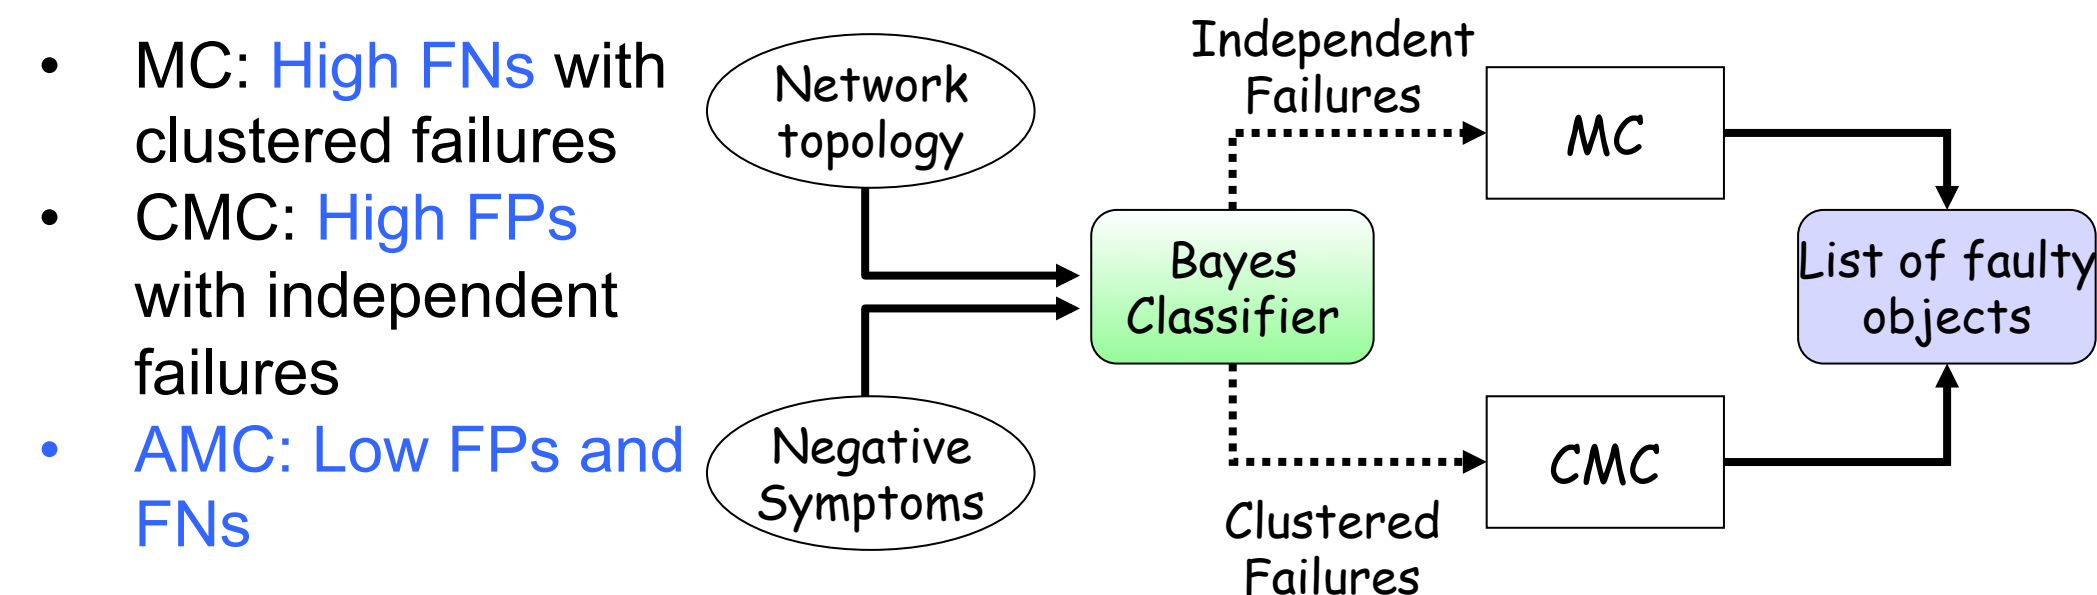 • MC: High FNs with
clustered failures
• CMC: High FPs
with independent
failures
• AMC: Low FPs and
FNs
Network
topology
Negative
Symptoms
Independent
Failures
Bayes
Classifier
Clustered
Failures
MC
CMC
List of faulty
objects